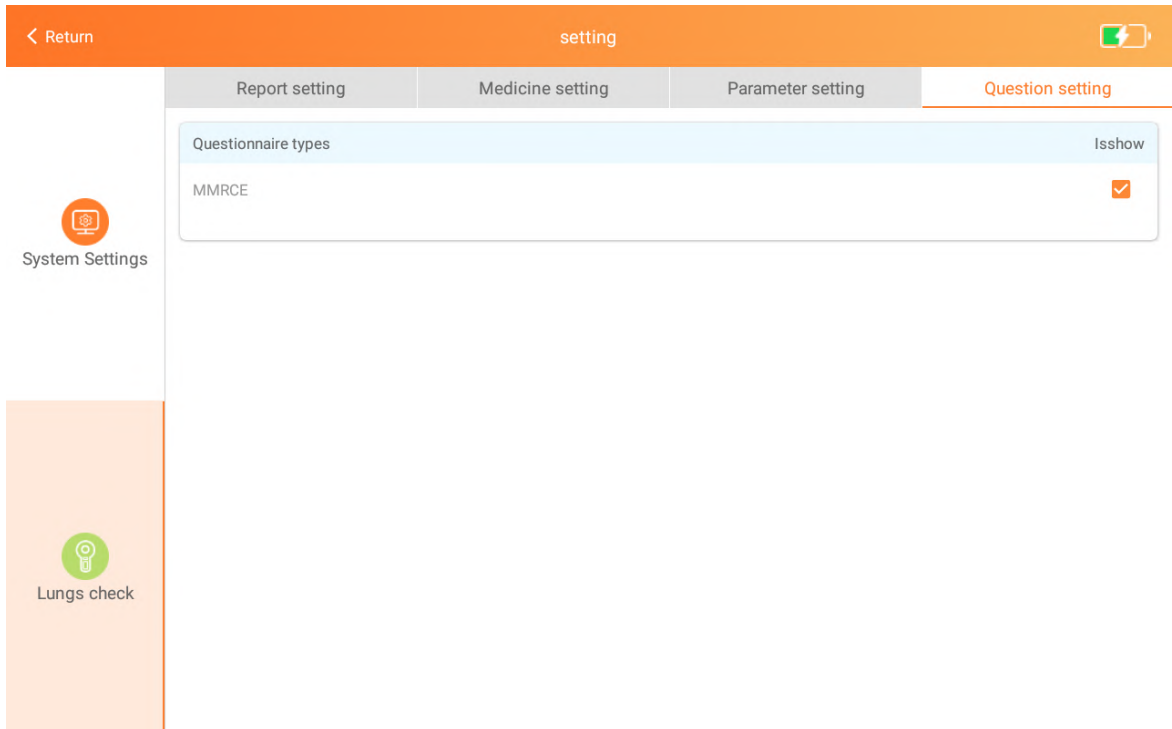 Return
setting
Report setting
Medicine setting
Parameter setting
Question setting
Questionnaire types
Isshow
MMRCE
System Settings
Lungs check